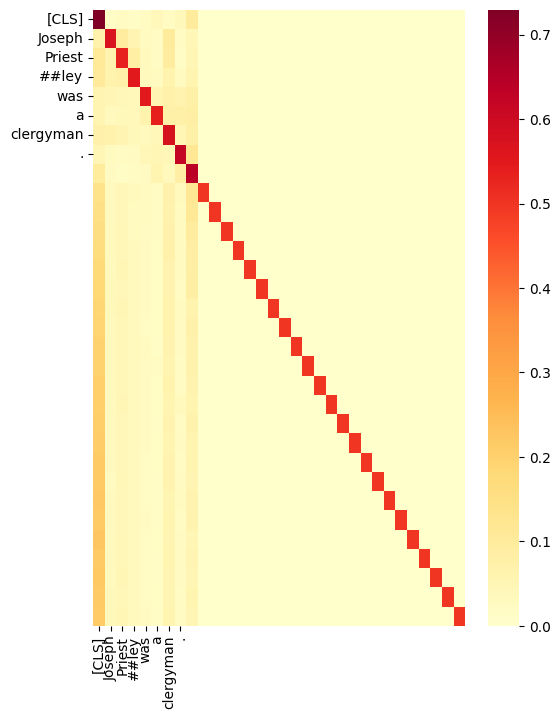 [CLS]
Joseph
Priest
##ley
was
a
clergyman
.
[CLS]
Joseph
Priest
##ley
was
a
clergyman
.
0.7
0.6
0.5
0.4
0.3
0.2
0.1
0.0